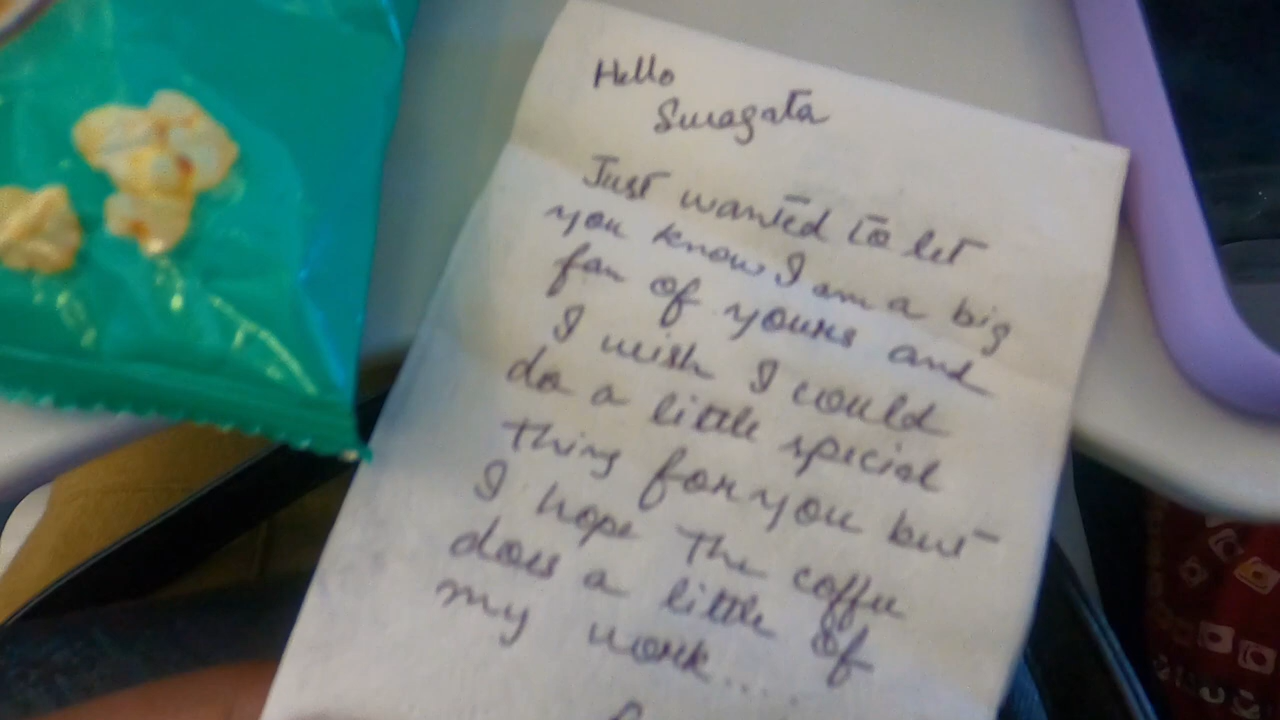 Hello
Swagata
Just wanted to let
you know I am a big
fan of yours and
I wish I could
do a little special
thing for you but
I hope the coffee
does a little of
my work....